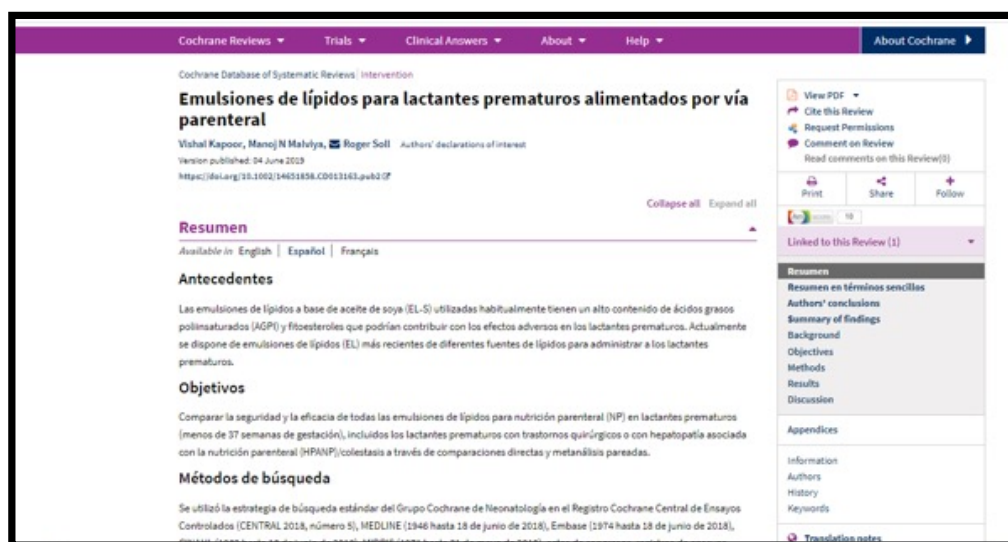 Cochrane Reviews
Trials
Clinical Answers
About
Help
About Cochrane
Cochrane Database of Systematic Reviews | Intervention
Emulsiones de lípidos para lactantes prematuros alimentados por vía
parenteral
Vishal Kapoor, Manoj N Malviya, Roger Soll Authors' declarations of interest
Version published: 04 June 2019
https://doi.org/10.1002/14651858.CD013163.pub2
Collapse all Expand all
Resumen
Available in English | Español | Français
Antecedentes
Las emulsiones de lípidos a base de aceite de soya (EL-S) utilizadas habitualmente tienen un alto contenido de ácidos grasos
poliinsaturados (AGPI) y fitoesteroles que podrían contribuir con los efectos adversos en los lactantes prematuros. Actualmente
se dispone de emulsiones de lípidos (EL) más recientes de diferentes fuentes de lípidos para administrar a los lactantes
prematuros.
Objetivos
Comparar la seguridad y la eficacia de todas las emulsiones de lípidos para nutrición parenteral (NP) en lactantes prematuros
(menos de 37 semanas de gestación), incluidos los lactantes prematuros con trastornos quirúrgicos o con hepatopatía asociada
con la nutrición parenteral (HPANP)/colestasis a través de comparaciones directas y metanálisis pareadas.
Métodos de búsqueda
Se utilizó la estrategia de búsqueda estándar del Grupo Cochrane de Neonatología en el Registro Cochrane Central de Ensayos
Controlados (CENTRAL 2018, número 5), MEDLINE (1946 hasta 18 de junio de 2018), Embase (1974 hasta 18 de junio de 2018),
View PDF
Cite this Review
Request Permissions
Comment on Review
Read comments on this Review(0)
Print
Share
Follow
Am score 10
Linked to this Review (1)
Resumen
Resumen en términos sencillos
Authors' conclusions
Summary of findings
Background
Objectives
Methods
Results
Discussion
Appendices
Information
Authors
History
Keywords
Translation notes